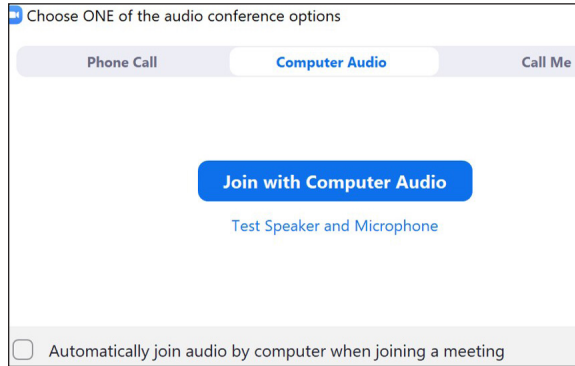 Choose ONE of the audio conference options
Phone Call
Computer Audio
Call Me
Join with Computer Audio
Test Speaker and Microphone
Automatically join audio by computer when joining a meeting